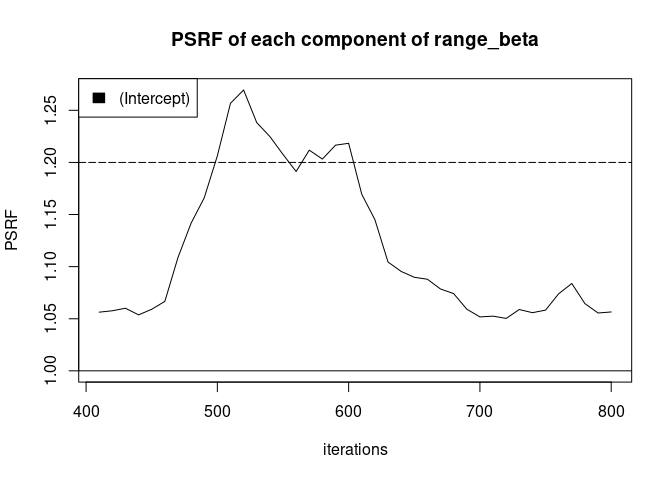 PSRF of each component of range_beta
(Intercept)
PSRF
1.25
1.20
1.15
1.10
1.05
1.00
400 500 600 700 800
iterations